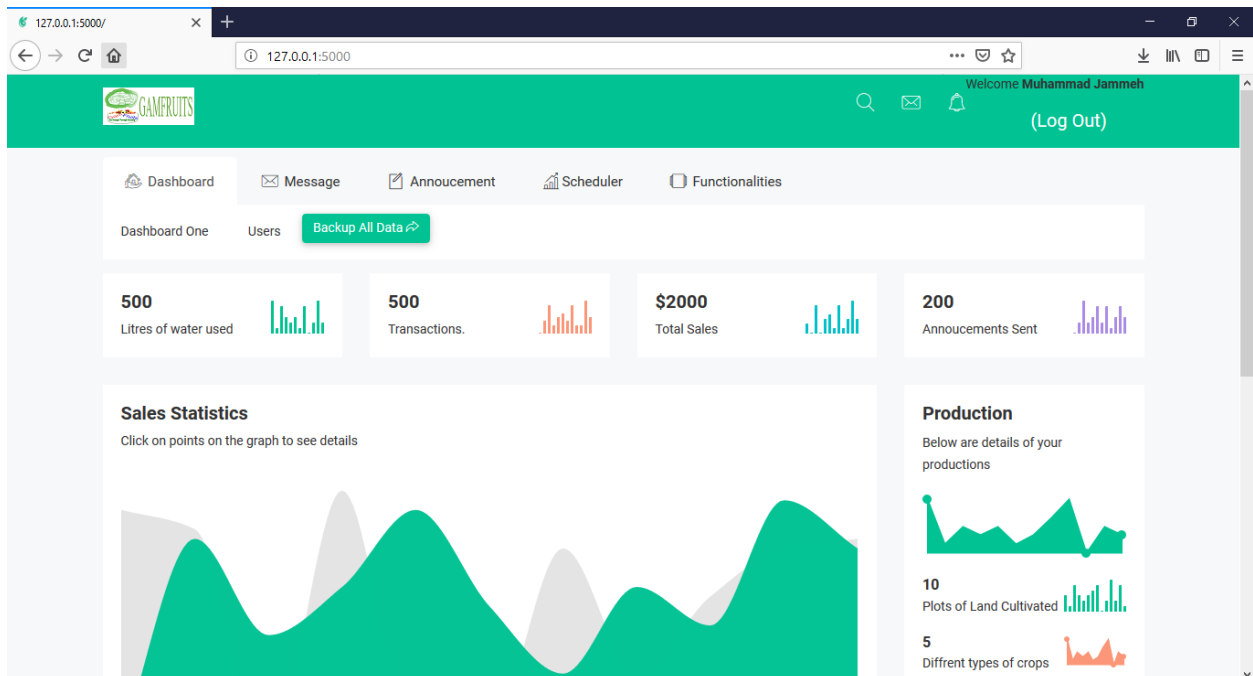 127.0.0.1:5000/
127.0.0.1:5000
GAMFRUITS
Welcome Muhammad Jammeh
(Log Out)
Dashboard
Message
Annoucement
Scheduler
Functionalities
Dashboard One
Users
Backup All Data
500
Litres of water used
500
Transactions.
$2000
Total Sales
200
Annoucements Sent
Sales Statistics
Click on points on the graph to see details
Production
Below are details of your
productions
10
Plots of Land Cultivated
5
Diffrent types of crops